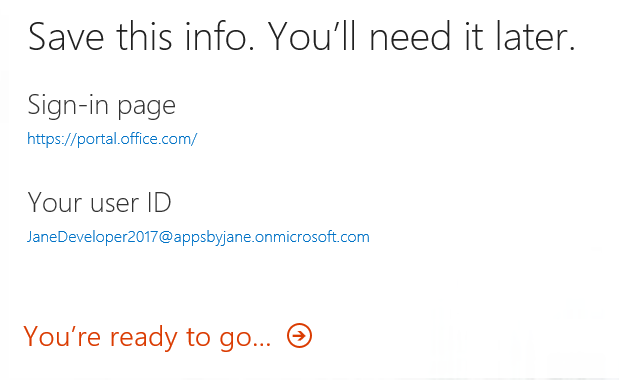 Save this info. You’ll need it later.
Sign-in page
https://portal.office.com/
Your user ID
JaneDeveloper2017@appsbyjane.onmicrosoft.com
You’re ready to go...